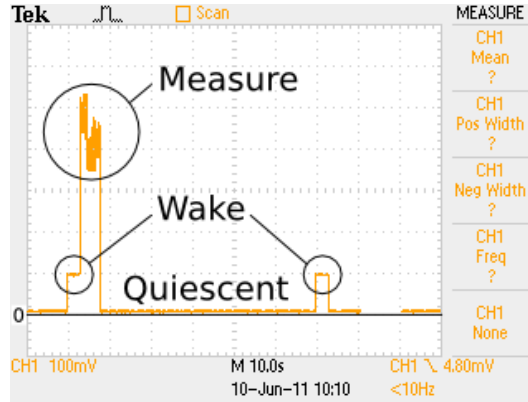 Tek
Scan
MEASURE
CH1
Mean
?
CH1
Pos Width
?
CH1
Neg Width
?
CH1
Freq
?
CH1
None
Measure
Wake
Quiescent
0
CH1 100mV
M 10.0s
CH1 4.80mV
10-Jun-11 10:10
<10Hz